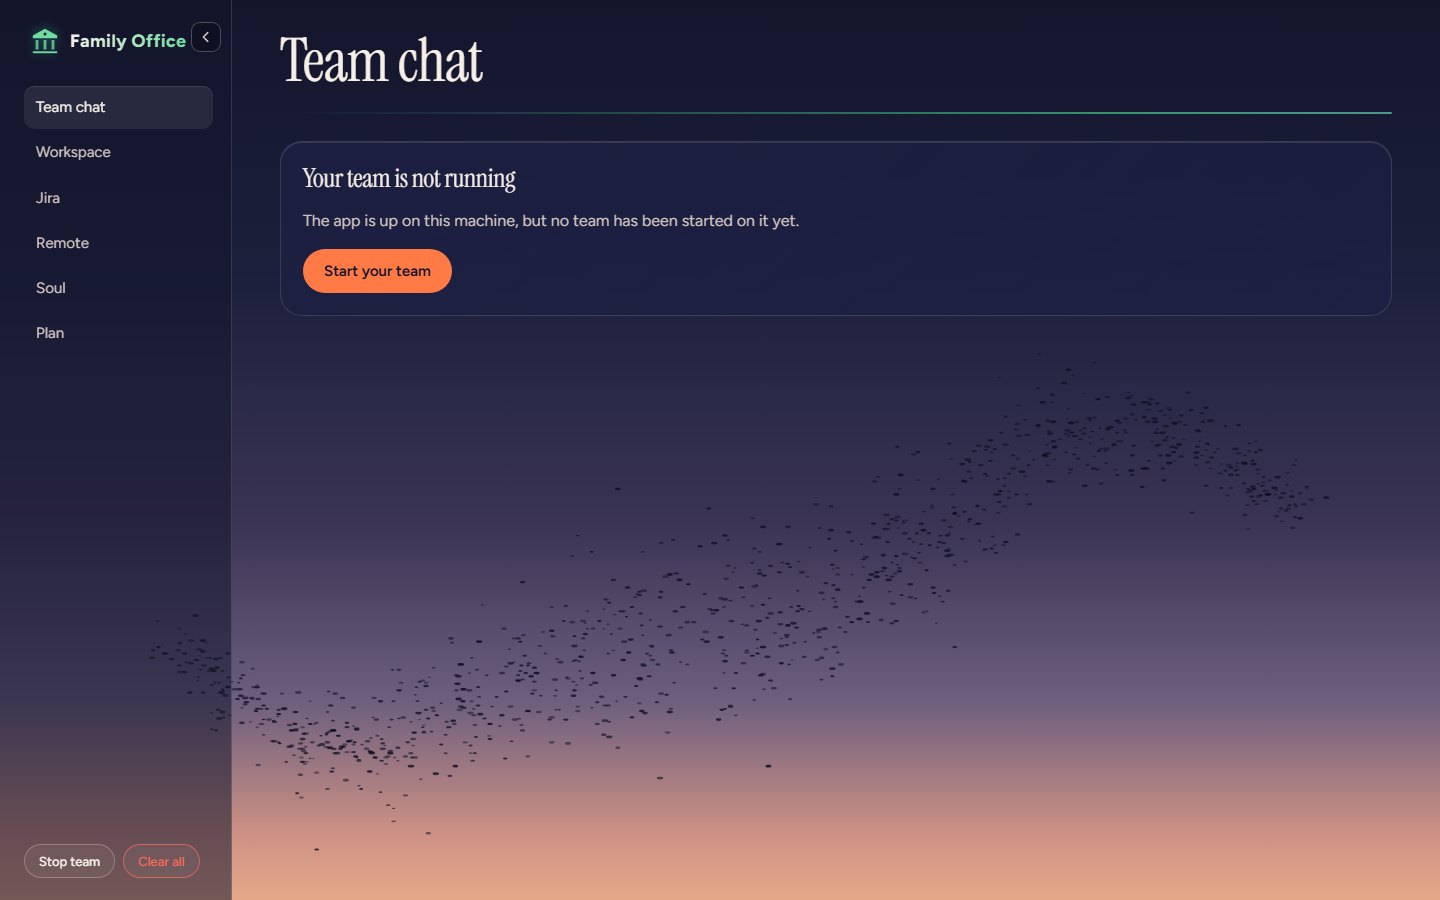 Family Office
Team chat
Workspace
Jira
Remote
Soul
Plan
Stop team
Clear all
Team chat
Your team is not running
The app is up on this machine, but no team has been started on it yet.
Start your team